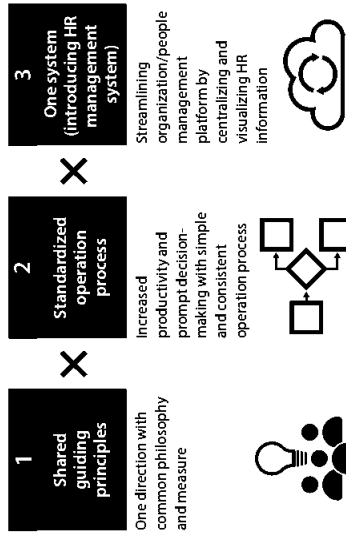 1
Shared
guiding
principles
One direction with
common philosophy
and measure
×
2
Standardized
operation
process
Increased
productivity and
prompt decision-
making with simple
and consistent
operation process
×
3
One system
(introducing HR
management
system)
Streamlining
organization/people
management
platform by
centralizing and
visualizing HR
information